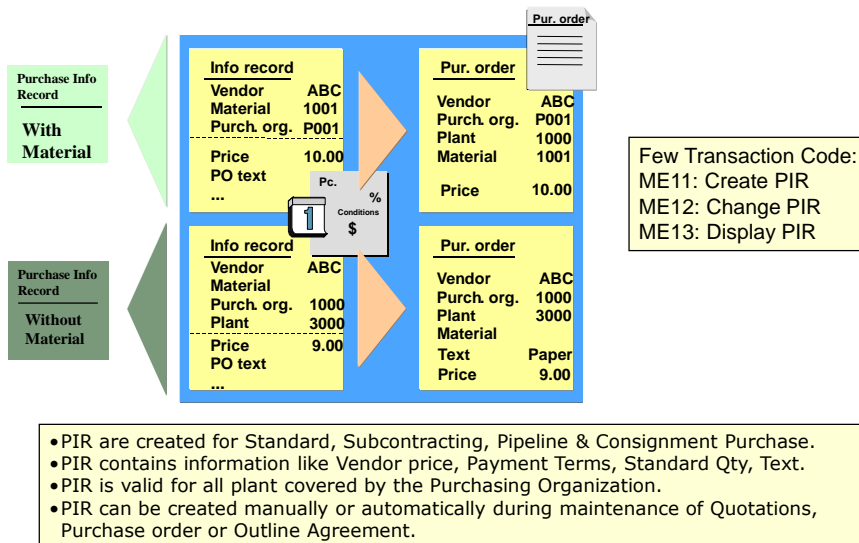 Pur. order
Purchase Info
Record
With
Material
Info record
Vendor ABC
Material 1001
Purch. org. P001
Price 10.00
PO text
...
Pur. order
Vendor ABC
Purch. org. P001
Plant 1000
Material 1001
Price 10.00
Pc.
%
Conditions
1
$
Few Transaction Code:
ME11: Create PIR
ME12: Change PIR
ME13: Display PIR
Purchase Info
Record
Without
Material
Info record
Vendor ABC
Material
Purch. org. 1000
Plant 3000
Price 9.00
PO text
...
Pur. order
Vendor ABC
Purch. org. 1000
Plant 3000
Material
Text Paper
Price 9.00
•PIR are created for Standard, Subcontracting, Pipeline & Consignment Purchase.
•PIR contains information like Vendor price, Payment Terms, Standard Qty, Text.
•PIR is valid for all plant covered by the Purchasing Organization.
•PIR can be created manually or automatically during maintenance of Quotations,
Purchase order or Outline Agreement.